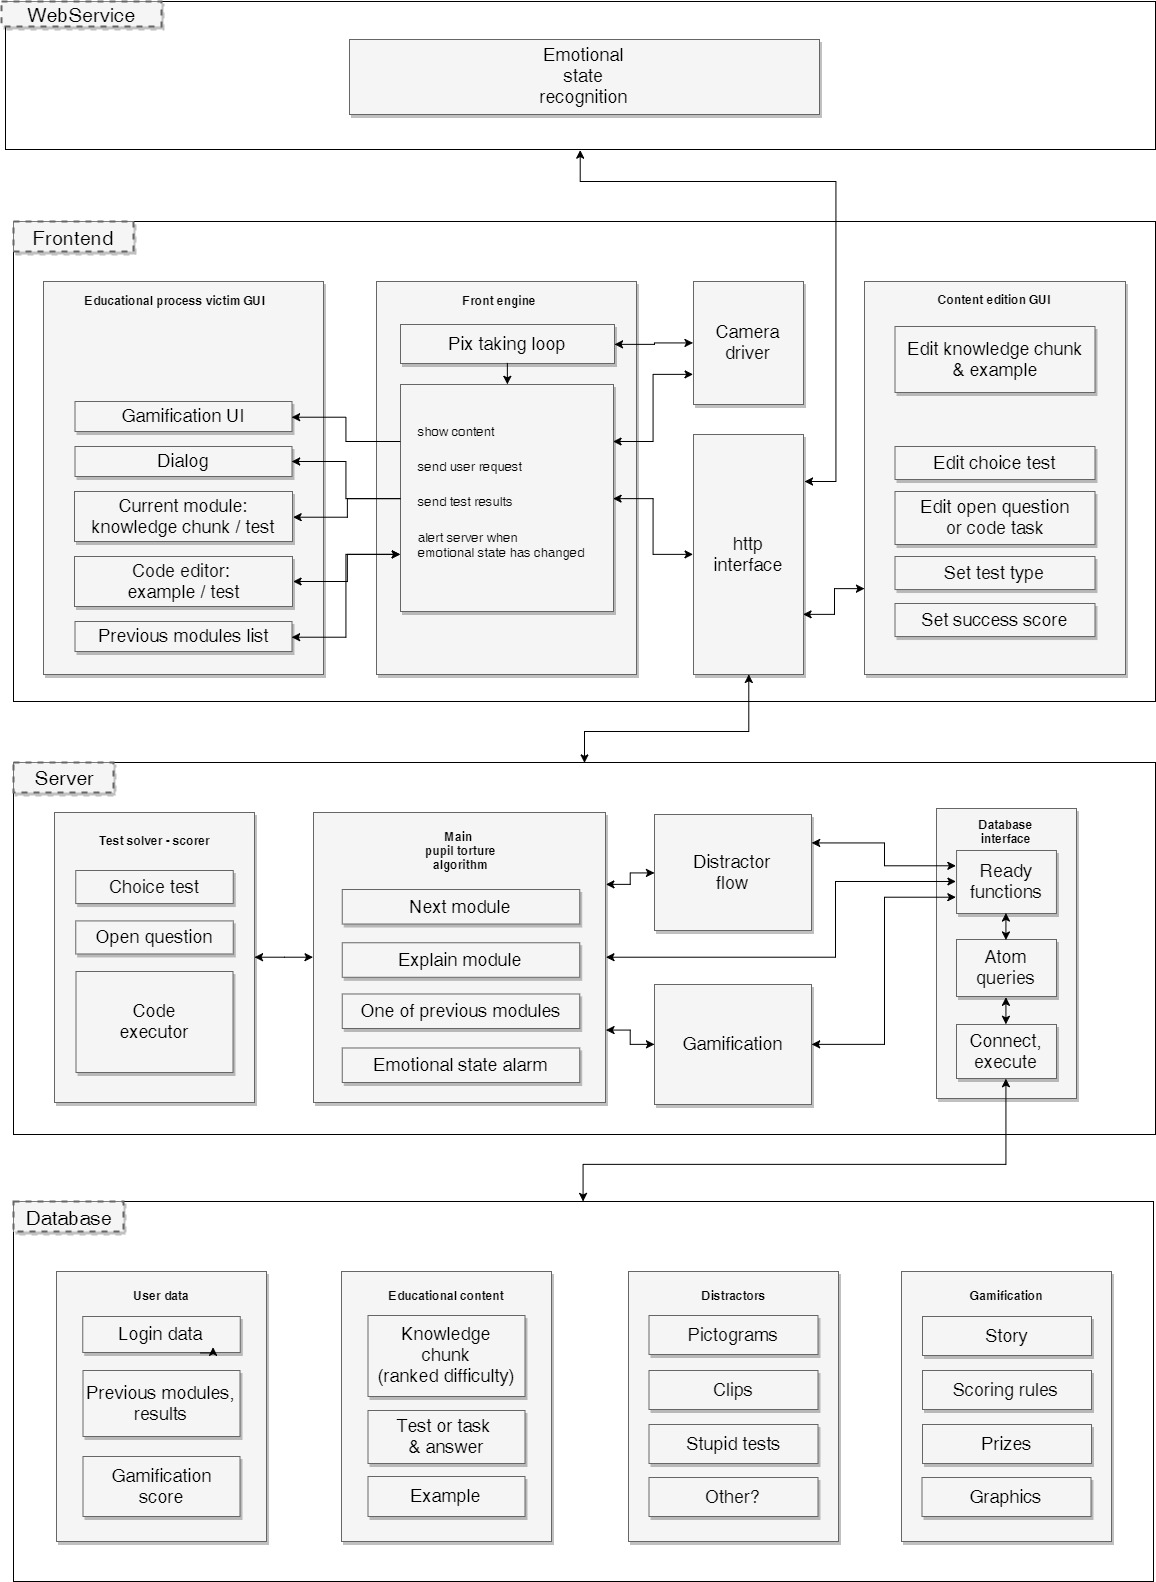 WebService
Emotional
state
recognition
Frontend
Educational process victim GUI
Gamification UI
Dialog
Current module:
knowledge chunk / test
Code editor:
example / test
Previous modules list
Front engine
Pix taking loop
show content
send user request
send test results
alert server when
emotional state has changed
Camera
driver
http
interface
Content edition GUI
Edit knowledge chunk
& example
Edit choice test
Edit open question
or code task
Set test type
Set success score
Server
Test solver - scorer
Choice test
Open question
Code
executor
Main
pupil torture
algorithm
Next module
Explain module
One of previous modules
Emotional state alarm
Distractor
flow
Gamification
Database
interface
Ready
functions
Atom
queries
Connect,
execute
Database
User data
Login data
Previous modules,
results
Gamification
score
Educational content
Knowledge
chunk
(ranked difficulty)
Test or task
& answer
Example
Distractors
Pictograms
Clips
Stupid tests
Other?
Gamification
Story
Scoring rules
Prizes
Graphics